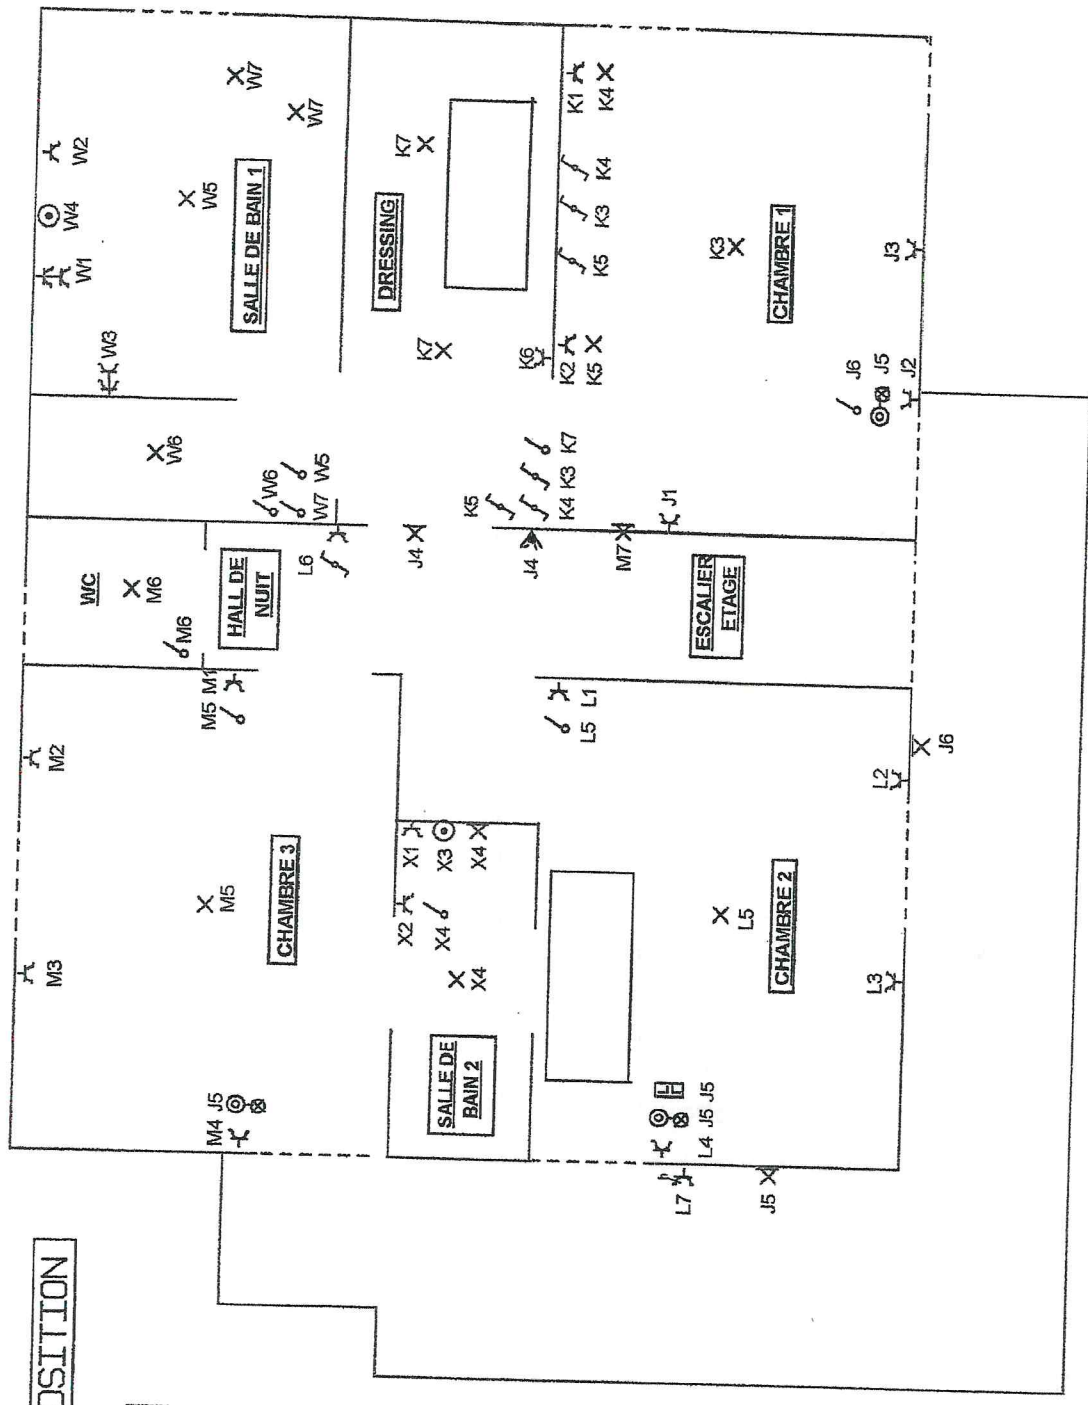 OSITION
M3
M2
W1
W4
W2
WC
W3
M6
M6
W6
W5
W7
M4 J5
M5
M5 M1
HALL DE
NUIT
W6
W7 W5
SALLE DE BAIN 1
W7
CHAMBRE 3
L6
X2
X1
J4
DRESSING
K7
K7
X4
X3
X4
X4
SALLE DE
BAIN 2
K5
K6
J4
K4 K3 K7
K2
K5
K5
K3
K4
K1
K4
L5 L1
M7
J1
L7
L4 J5 J5
ESCALIER
ETAGE
L5
K3
J5
CHAMBRE 2
CHAMBRE 1
J6
J5
J2
J3
L3
L2
J6